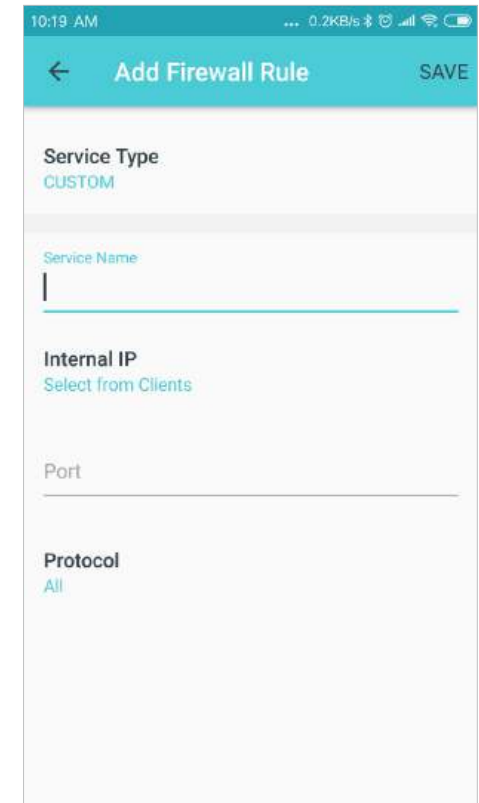 10:19 AM ... 0.2KB/s
Add Firewall Rule SAVE
Service Type
CUSTOM
Service Name
Internal IP
Select from Clients
Port
Protocol
All